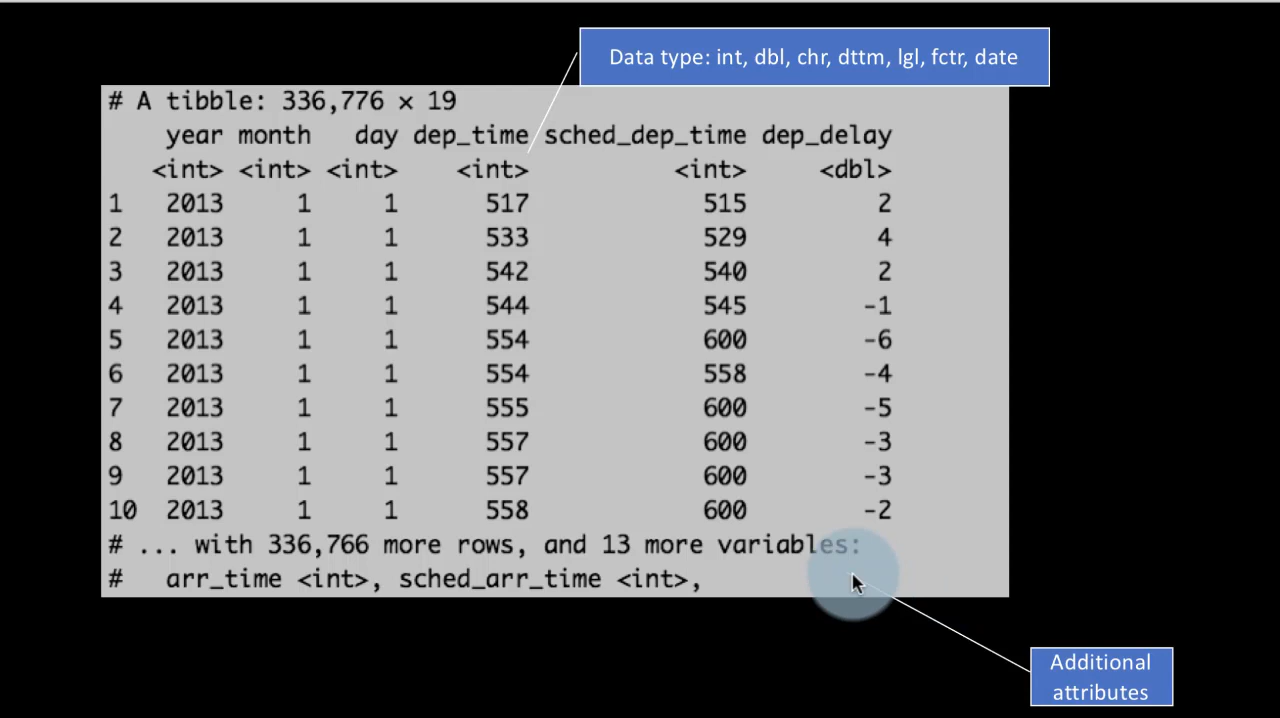 Data type: int, dbl, chr, dttm, lgl, fctr, date
# A tibble: 336,776 × 19
year month day dep_time sched_dep_time dep_delay
<int> <int> <int> <int> <int> <dbl>
1 2013 1 1 517 515 2
2 2013 1 1 533 529 4
3 2013 1 1 542 540 2
4 2013 1 1 544 545 -1
5 2013 1 1 554 600 -6
6 2013 1 1 554 558 -4
7 2013 1 1 555 600 -5
8 2013 1 1 557 600 -3
9 2013 1 1 557 600 -3
10 2013 1 1 558 600 -2
# ... with 336,766 more rows, and 13 more variables:
# arr_time <int>, sched_arr_time <int>,
Additional
attributes